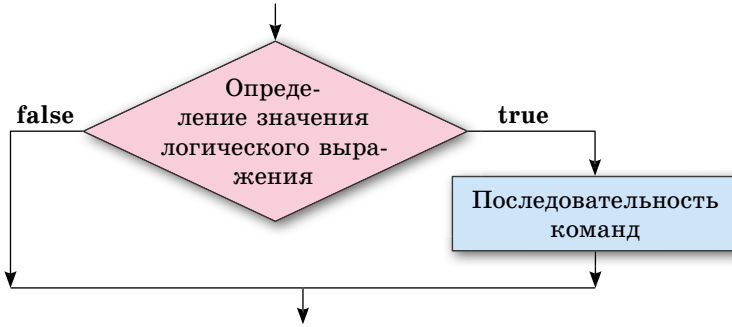 Опреде-
ление значения
логического выра-
жения
false
true
Последовательность
команд